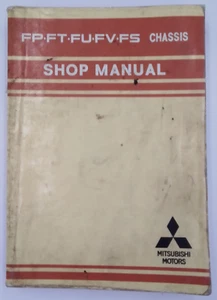 FP·FT·FU·FV·FS CHASSIS
SHOP MANUAL
MITSUBISHI
MOTORS